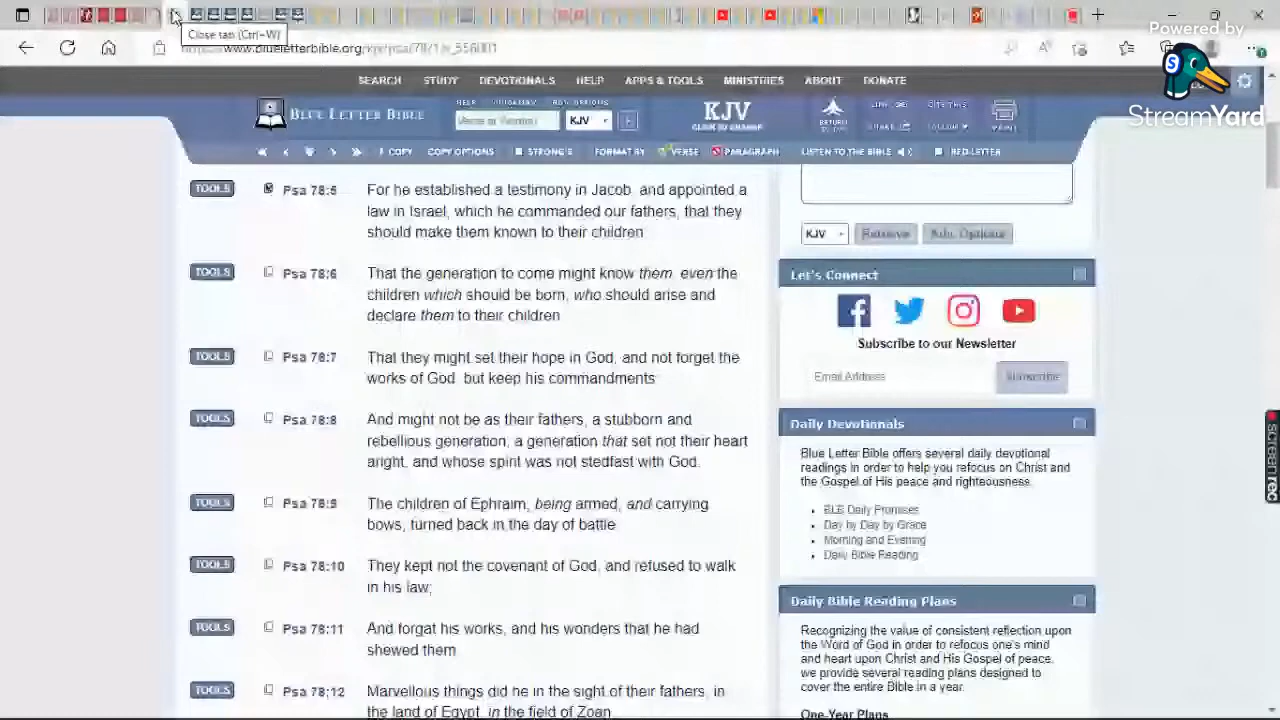 Close tab (Ctrl+W)
Powered by
StreamYard
SEARCH STUDY DEVOTIONALS HELP APPS & TOOLS MINISTRIES ABOUT DONATE
BLUE LETTER BIBLE
KJV
KJV
CLICK TO CHANGE
RETURN
COPY COPY OPTIONS STRONG'S FORMAT BY VERSE PARAGRAPH LISTEN TO THE BIBLE RED-LETTER
TOOLS Psa 78:5 For he established a testimony in Jacob and appointed a
law in Israel, which he commanded our fathers, that they
should make them known to their children
TOOLS Psa 78:6 That the generation to come might know them even the
children which should be born, who should arise and
declare them to their children
TOOLS Psa 78:7 That they might set their hope in God, and not forget the
works of God but keep his commandments
TOOLS Psa 78:8 And might not be as their fathers, a stubborn and
rebellious generation, a generation that set not their heart
aright, and whose spirit was not stedfast with God.
TOOLS Psa 78:9 The children of Ephraim, being armed, and carrying
bows, turned back in the day of battle
TOOLS Psa 78:10 They kept not the covenant of God, and refused to walk
in his law;
TOOLS Psa 78:11 And forgat his works, and his wonders that he had
shewed them
TOOLS Psa 78:12 Marvellous things did he in the sight of their fathers, in
the land of Egypt in the field of Zoan
KJV Retrieve Adv. Options
Let's Connect
Subscribe to our Newsletter
Email Address Subscribe
Daily Devotionals
Blue Letter Bible offers several daily devotional
readings in order to help you refocus on Christ and
the Gospel of His peace and righteousness
BLB Daily Promises
Day by Day by Grace
Morning and Evening
Daily Bible Reading
Daily Bible Reading Plans
Recognizing the value of consistent reflection upon
the Word of God in order to refocus one's mind
and heart upon Christ and His Gospel of peace.
we provide several reading plans designed to
cover the entire Bible in a year.
One-Year Plans
SCREEN REC